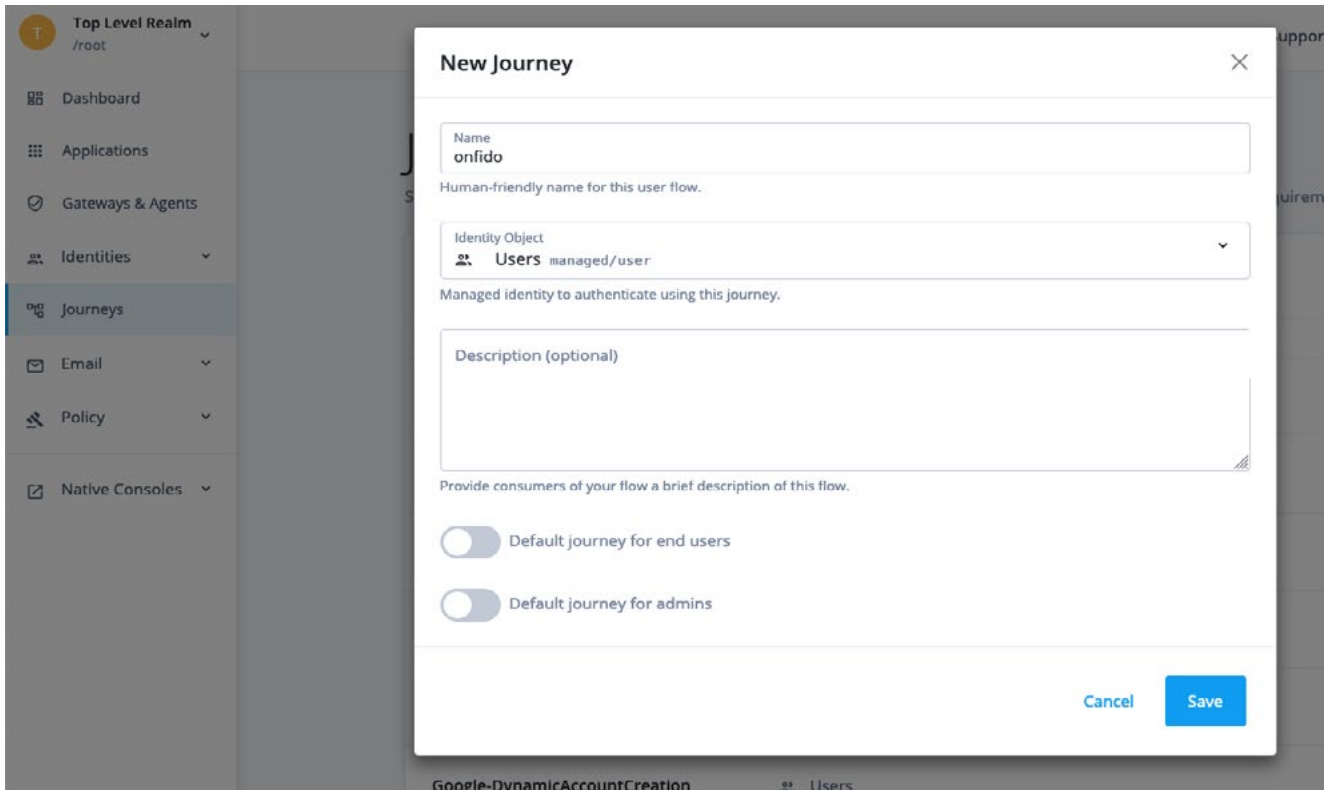 T
Top Level Realm
/root
Dashboard
Applications
Gateways & Agents
Identities
Journeys
Email
Policy
Native Consoles
New Journey
Name
onfido
Human-friendly name for this user flow.
Identity Object
Users managed/user
Managed identity to authenticate using this journey.
Description (optional)
Provide consumers of your flow a brief description of this flow.
Default journey for end users
Default journey for admins
Cancel
Save
Google-DynamicAccountCreation
Users